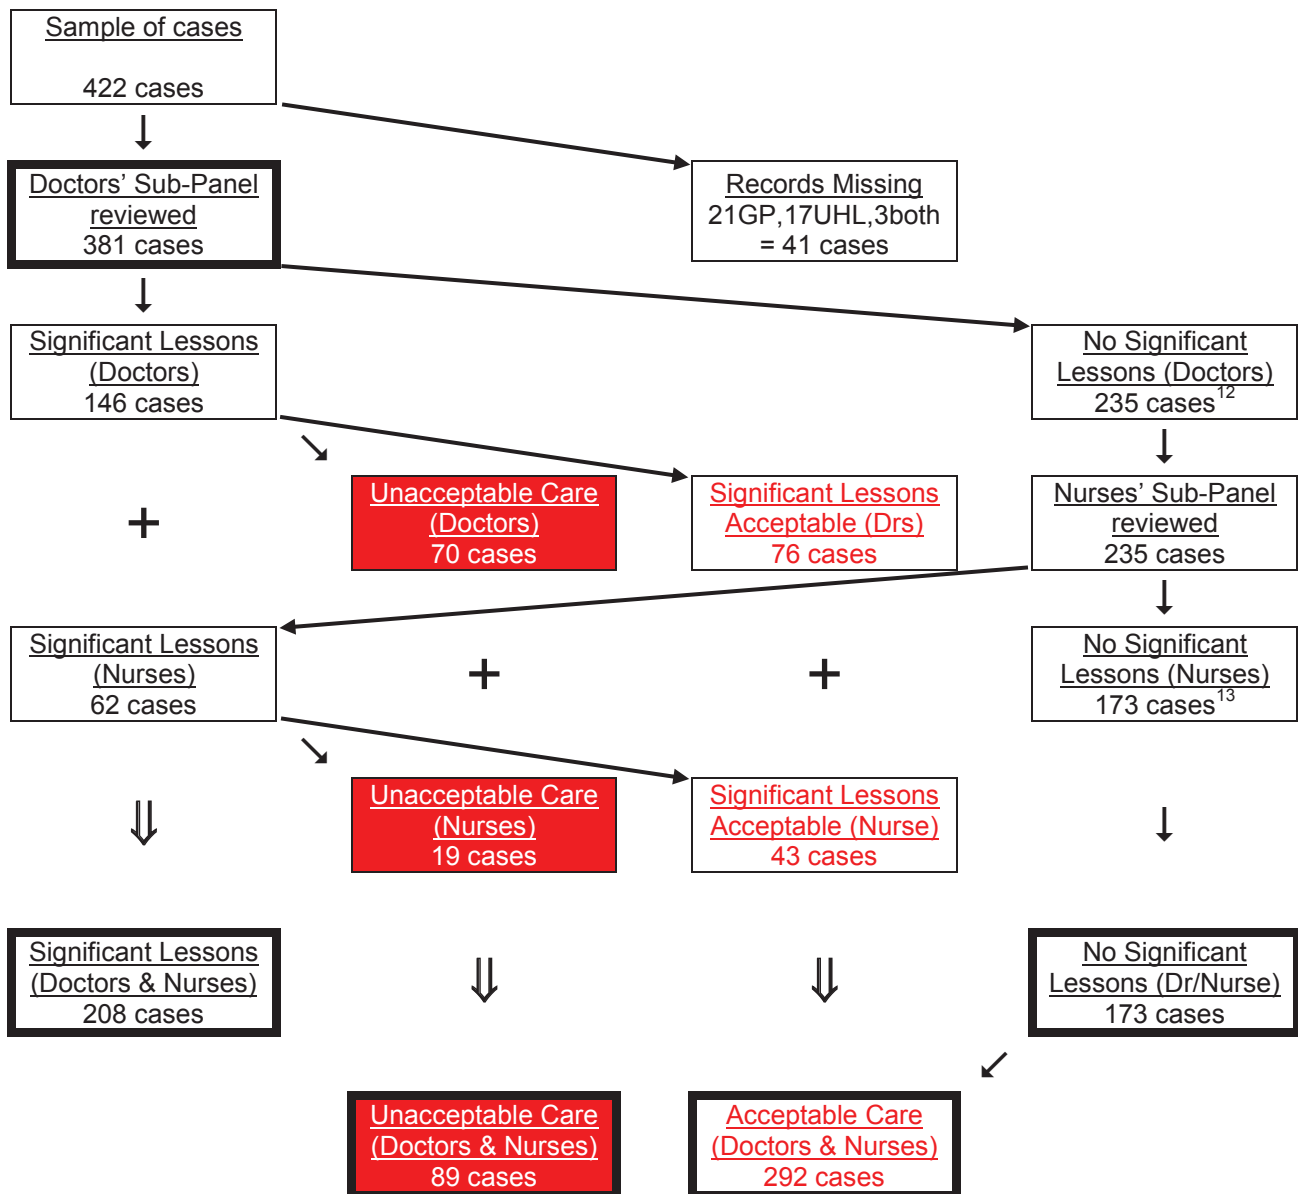 Sample of cases
422 cases
Doctors’ Sub-Panel
reviewed
381 cases
Records Missing
21GP,17UHL,3both
= 41 cases
Significant Lessons
(Doctors)
146 cases
No Significant
Lessons (Doctors)
235 cases12
+
Unacceptable Care
(Doctors)
70 cases
Significant Lessons
Acceptable (Drs)
76 cases
Nurses’ Sub-Panel
reviewed
235 cases
Significant Lessons
(Nurses)
62 cases
+
+
No Significant
Lessons (Nurses)
173 cases13
Unacceptable Care
(Nurses)
19 cases
Significant Lessons
Acceptable (Nurse)
43 cases
Significant Lessons
(Doctors & Nurses)
208 cases
No Significant
Lessons (Dr/Nurse)
173 cases
Unacceptable Care
(Doctors & Nurses)
89 cases
Acceptable Care
(Doctors & Nurses)
292 cases